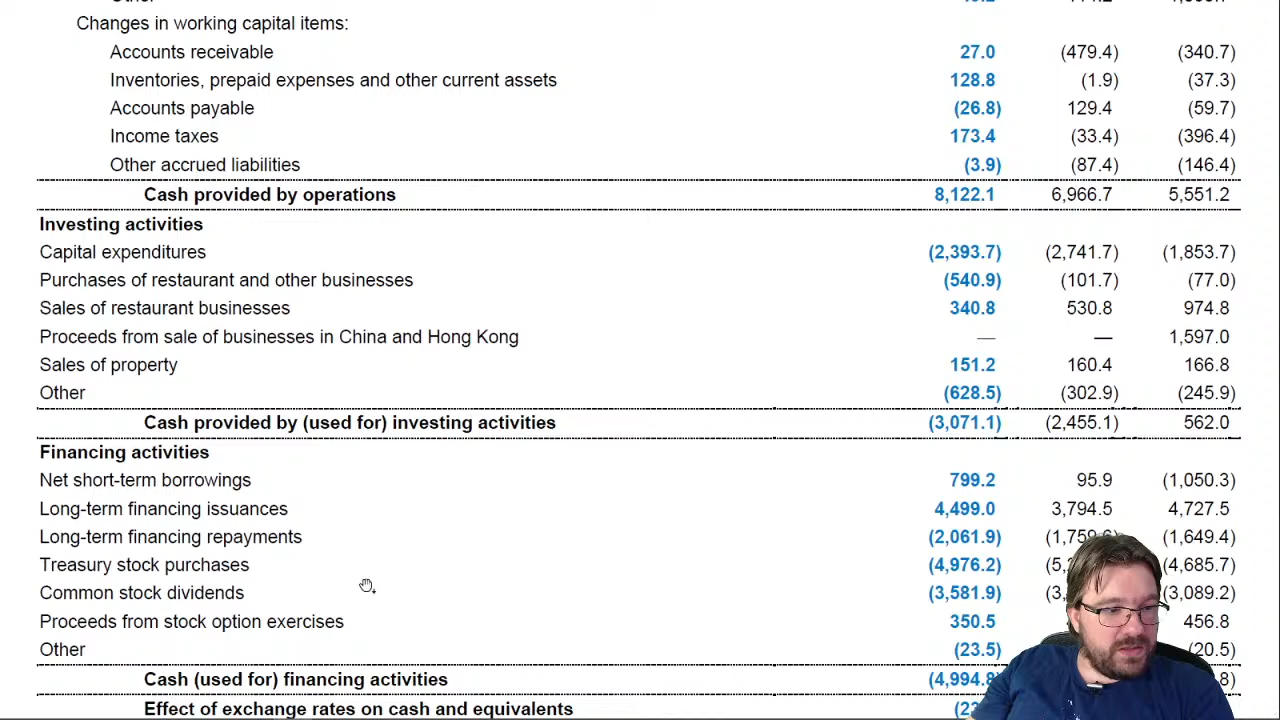 Changes in working capital items:
Accounts receivable 27.0 (479.4) (340.7)
Inventories, prepaid expenses and other current assets 128.8 (1.9) (37.3)
Accounts payable (26.8) 129.4 (59.7)
Income taxes 173.4 (33.4) (396.4)
Other accrued liabilities (3.9) (87.4) (146.4)
Cash provided by operations 8,122.1 6,966.7 5,551.2
Investing activities
Capital expenditures (2,393.7) (2,741.7) (1,853.7)
Purchases of restaurant and other businesses (540.9) (101.7) (77.0)
Sales of restaurant businesses 340.8 530.8 974.8
Proceeds from sale of businesses in China and Hong Kong — — 1,597.0
Sales of property 151.2 160.4 166.8
Other (628.5) (302.9) (245.9)
Cash provided by (used for) investing activities (3,071.1) (2,455.1) 562.0
Financing activities
Net short-term borrowings 799.2 95.9 (1,050.3)
Long-term financing issuances 4,499.0 3,794.5 4,727.5
Long-term financing repayments (2,061.9) (1,649.4)
Treasury stock purchases (4,976.2) (4,685.7)
Common stock dividends (3,581.9) (3,089.2)
Proceeds from stock option exercises 350.5 456.8
Other (23.5) (20.5)
Cash (used for) financing activities (4,994.8)
Effect of exchange rates on cash and equivalents